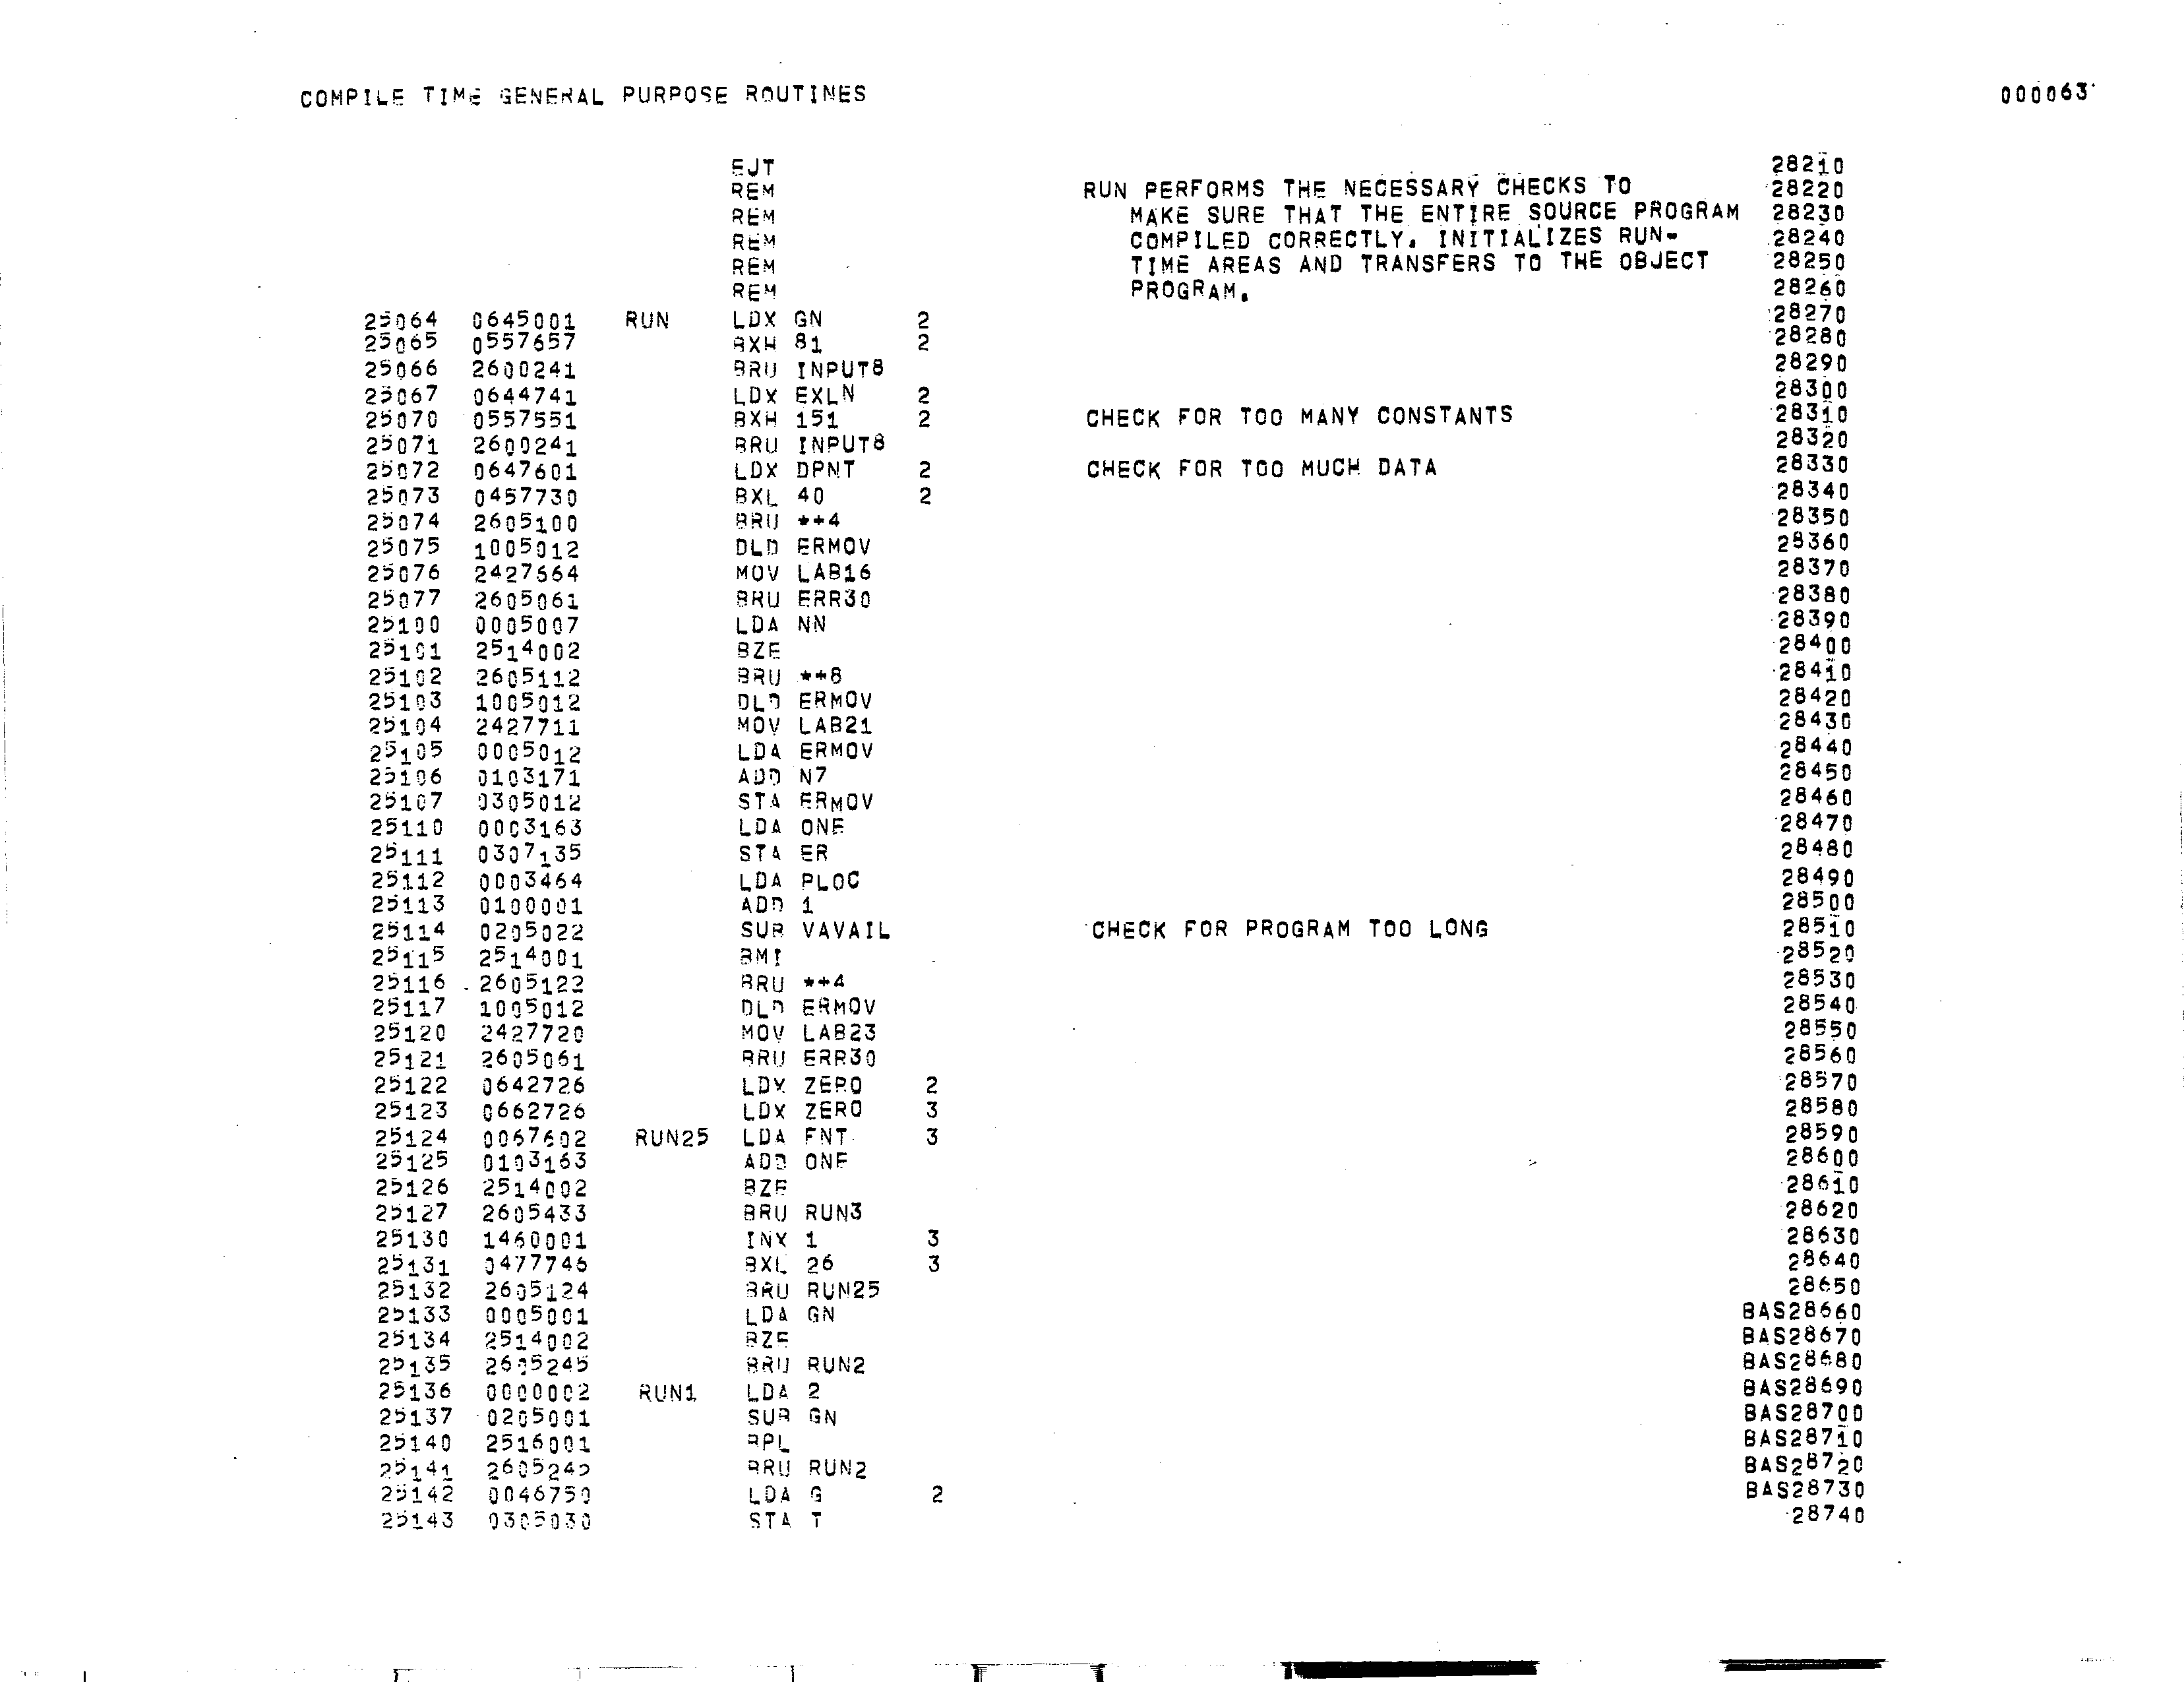 COMPILE TIME GENERAL PURPOSE ROUTINES 000063
EJT 28210
REM RUN PERFORMS THE NECESSARY CHECKS TO 28220
REM MAKE SURE THAT THE ENTIRE SOURCE PROGRAM 28230
REM COMPILED CORRECTLY. INITIALIZES RUN- 28240
REM TIME AREAS AND TRANSFERS TO THE OBJECT 28250
REM PROGRAM. 28260
25064 0645001 RUN LDX GN 2 28270
25065 0557657 BXH 81 2 28280
25066 2600241 BRU INPUT8 28290
25067 0644741 LDX EXLN 2 28300
25070 0557551 BXH 151 2 CHECK FOR TOO MANY CONSTANTS 28310
25071 2600241 BRU INPUT8 28320
25072 0647601 LDX DPNT 2 CHECK FOR TOO MUCH DATA 28330
25073 0457730 BXL 40 2 28340
25074 2605100 BRU *+4 28350
25075 1005012 DLD ERMOV 28360
25076 2427664 MOV LAB16 28370
25077 2605061 BRU ERR30 28380
25100 0005007 LDA NN 28390
25101 2514002 BZE 28400
25102 2605112 BRU *+8 28410
25103 1005012 DLD ERMOV 28420
25104 2427711 MOV LAB21 28430
25105 0005012 LDA ERMOV 28440
25106 0103171 ADD N7 28450
25107 0305012 STA ERMOV 28460
25110 0003163 LDA ONE 28470
25111 0307135 STA ER 28480
25112 0003464 LDA PLOC 28490
25113 0100001 ADD 1 28500
25114 0205022 SUB VAVAIL CHECK FOR PROGRAM TOO LONG 28510
25115 2514001 BMI 28520
25116 2605122 BRU *+4 28530
25117 1005012 DLD ERMOV 28540
25120 2427720 MOV LAB23 28550
25121 2605061 BRU ERR30 28560
25122 0642726 LDX ZERO 2 28570
25123 0662726 LDX ZERO 3 28580
25124 0067602 RUN25 LDA FNT 3 28590
25125 0103163 ADD ONE 28600
25126 2514002 BZE 28610
25127 2605433 BRU RUN3 28620
25130 1460001 INX 1 3 28630
25131 0477746 BXL 26 3 28640
25132 2605124 BRU RUN25 28650
25133 0005001 LDA GN BAS28660
25134 2514002 BZE BAS28670
25135 2605245 BRU RUN2 BAS28680
25136 0000002 RUN1 LDA 2 BAS28690
25137 0205001 SUB GN BAS28700
25140 2516001 BPL BAS28710
25141 2605245 BRU RUN2 BAS28720
25142 0046750 LDA G 2 BAS28730
25143 0305030 STA T 28740